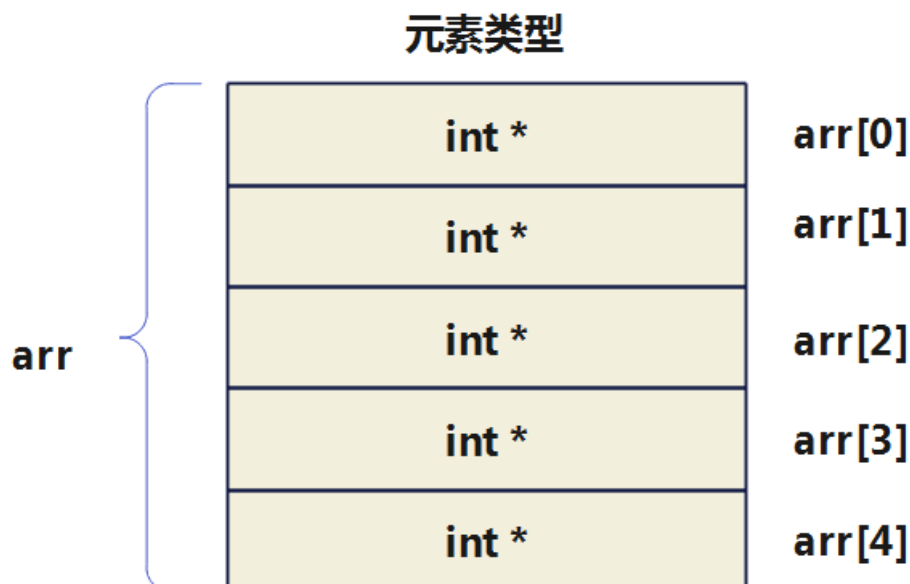 元素类型
int * arr[0]
int * arr[1]
int * arr[2]
arr
int * arr[3]
int * arr[4]